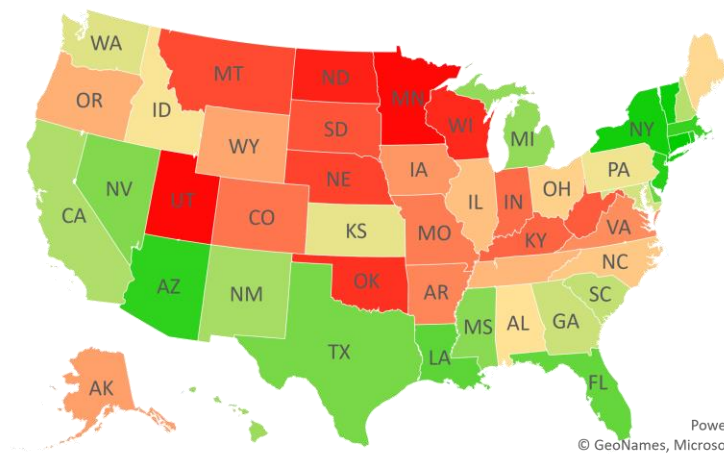 WA
MT
ND
MN
OR
ID
SD
WI
MI
NY
WY
NE
IA
PA
NV
UT
CO
KS
IL
IN
OH
MO
KY
VA
CA
AZ
NM
OK
AR
NC
SC
TX
LA
MS
AL
GA
FL
AK
Powe
© GeoNames, Microso